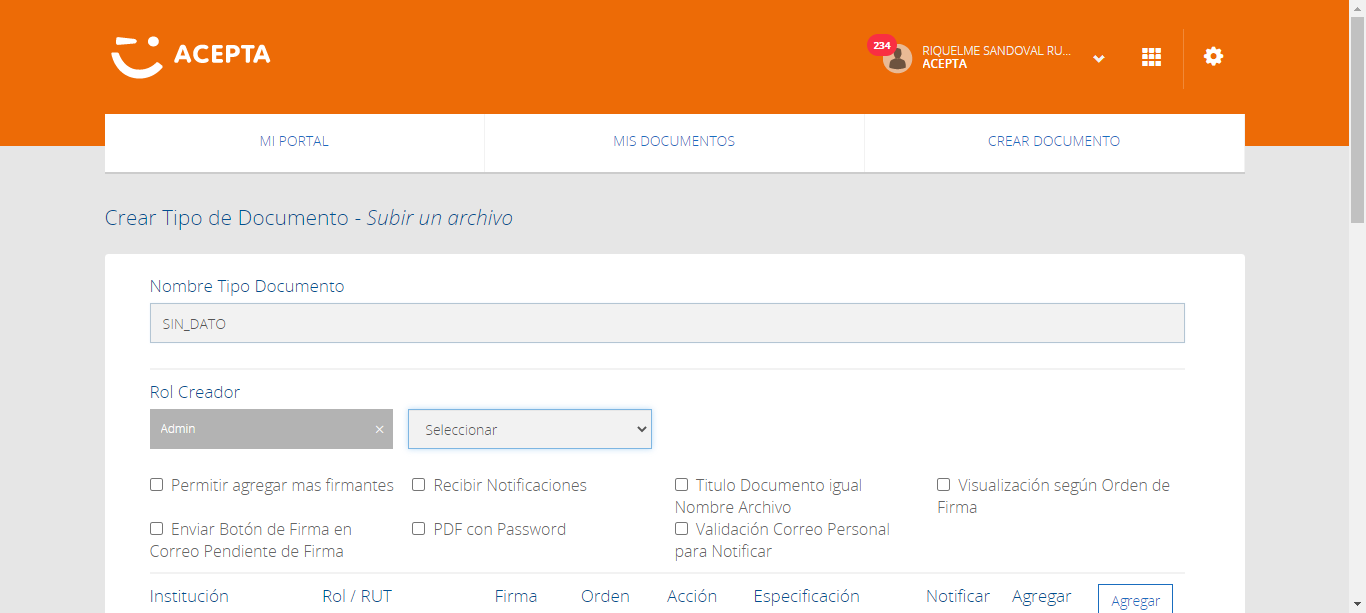 ACEPTA
234
RIQUELME SANDOVAL RU...
ACEPTA
MI PORTAL
MIS DOCUMENTOS
CREAR DOCUMENTO
Crear Tipo de Documento - Subir un archivo
Nombre Tipo Documento
SIN_DATO
Rol Creador
Admin ×
Seleccionar
Permitir agregar mas firmantes
Recibir Notificaciones
Titulo Documento igual
Nombre Archivo
Visualización según Orden de
Firma
Enviar Botón de Firma en
Correo Pendiente de Firma
PDF con Password
Validación Correo Personal
para Notificar
Institución Rol / RUT Firma Orden Acción Especificación Notificar Agregar Agregar